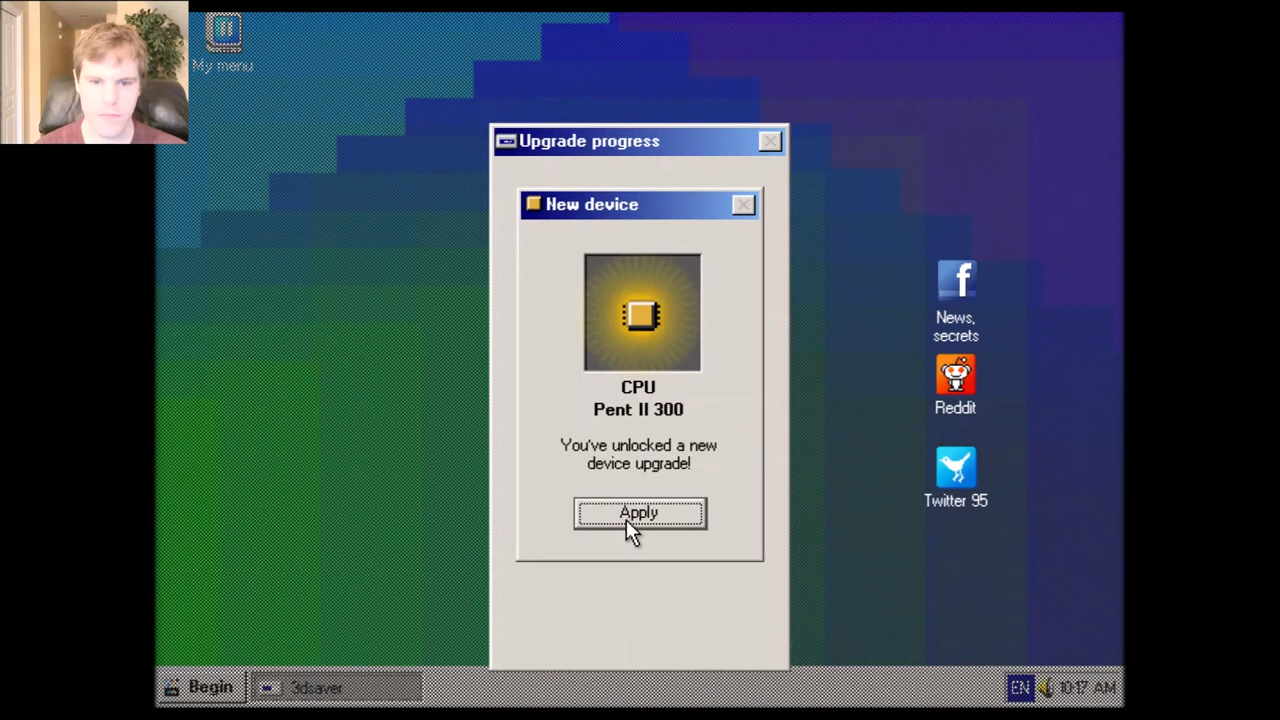 My menu
Upgrade progress
New device
CPU
Pent II 300
You've unlocked a new
device upgrade!
Apply
f
News,
secrets
Reddit
Twitter 95
Begin
3dsaver
EN
10:17 AM